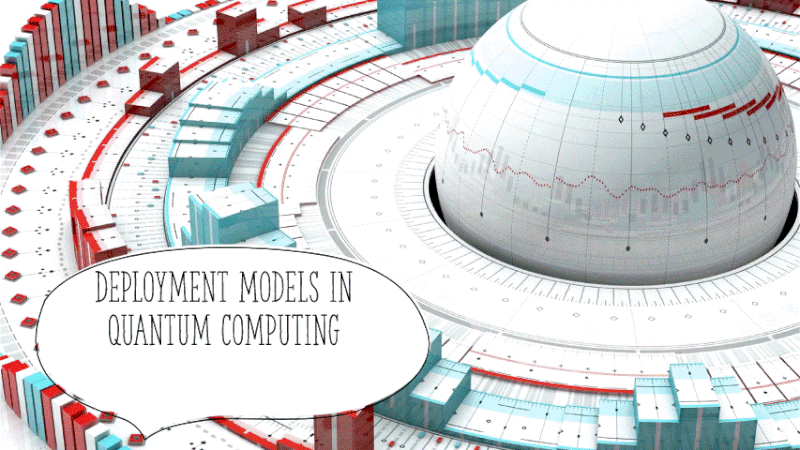 DEPLOYMENT MODELS IN
QUANTUM COMPUTING